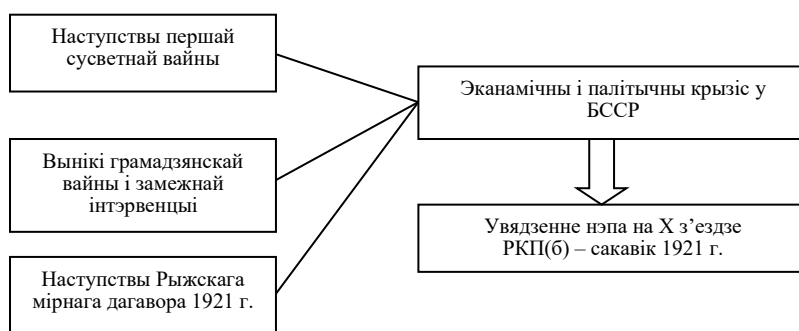 Наступствы першай
сусветнай вайны
Эканамічны і палітычны крызіс у
БССР
Вынікі грамадзянскай
вайны і замежнай
інтэрвенцыі
Увядзенне нэпа на X з’ездзе
РКП(б) – сакавік 1921 г.
Наступствы Рыжскага
мірнага дагавора 1921 г.